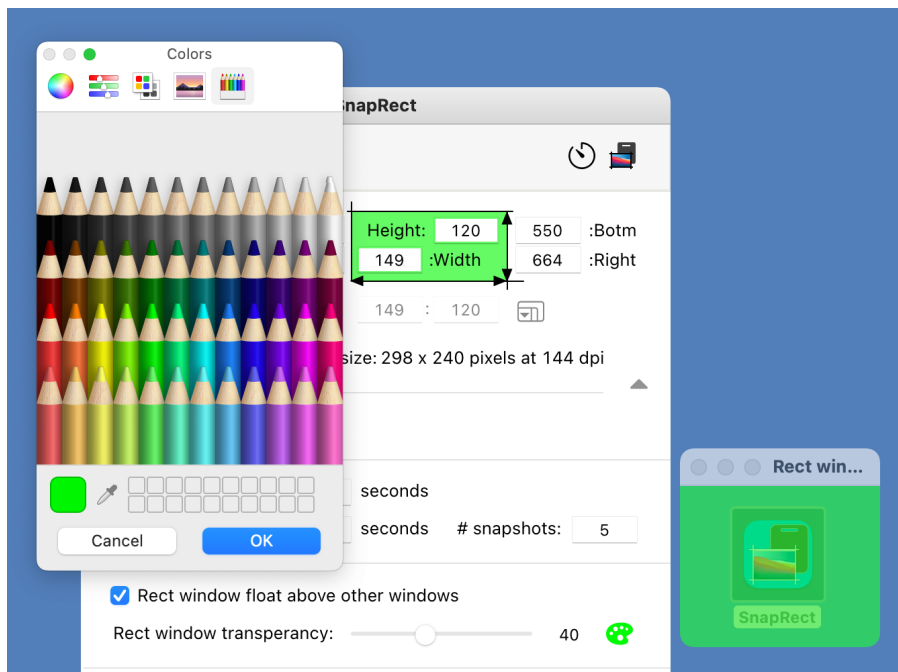 Colors
SnapRect
Height: 120 550 :Botm
149 :Width 664 :Right
149 : 120
size: 298 x 240 pixels at 144 dpi
Rect win...
seconds
seconds # snapshots: 5
Cancel OK
SnapRect
Rect window float above other windows
Rect window transperancy: 40